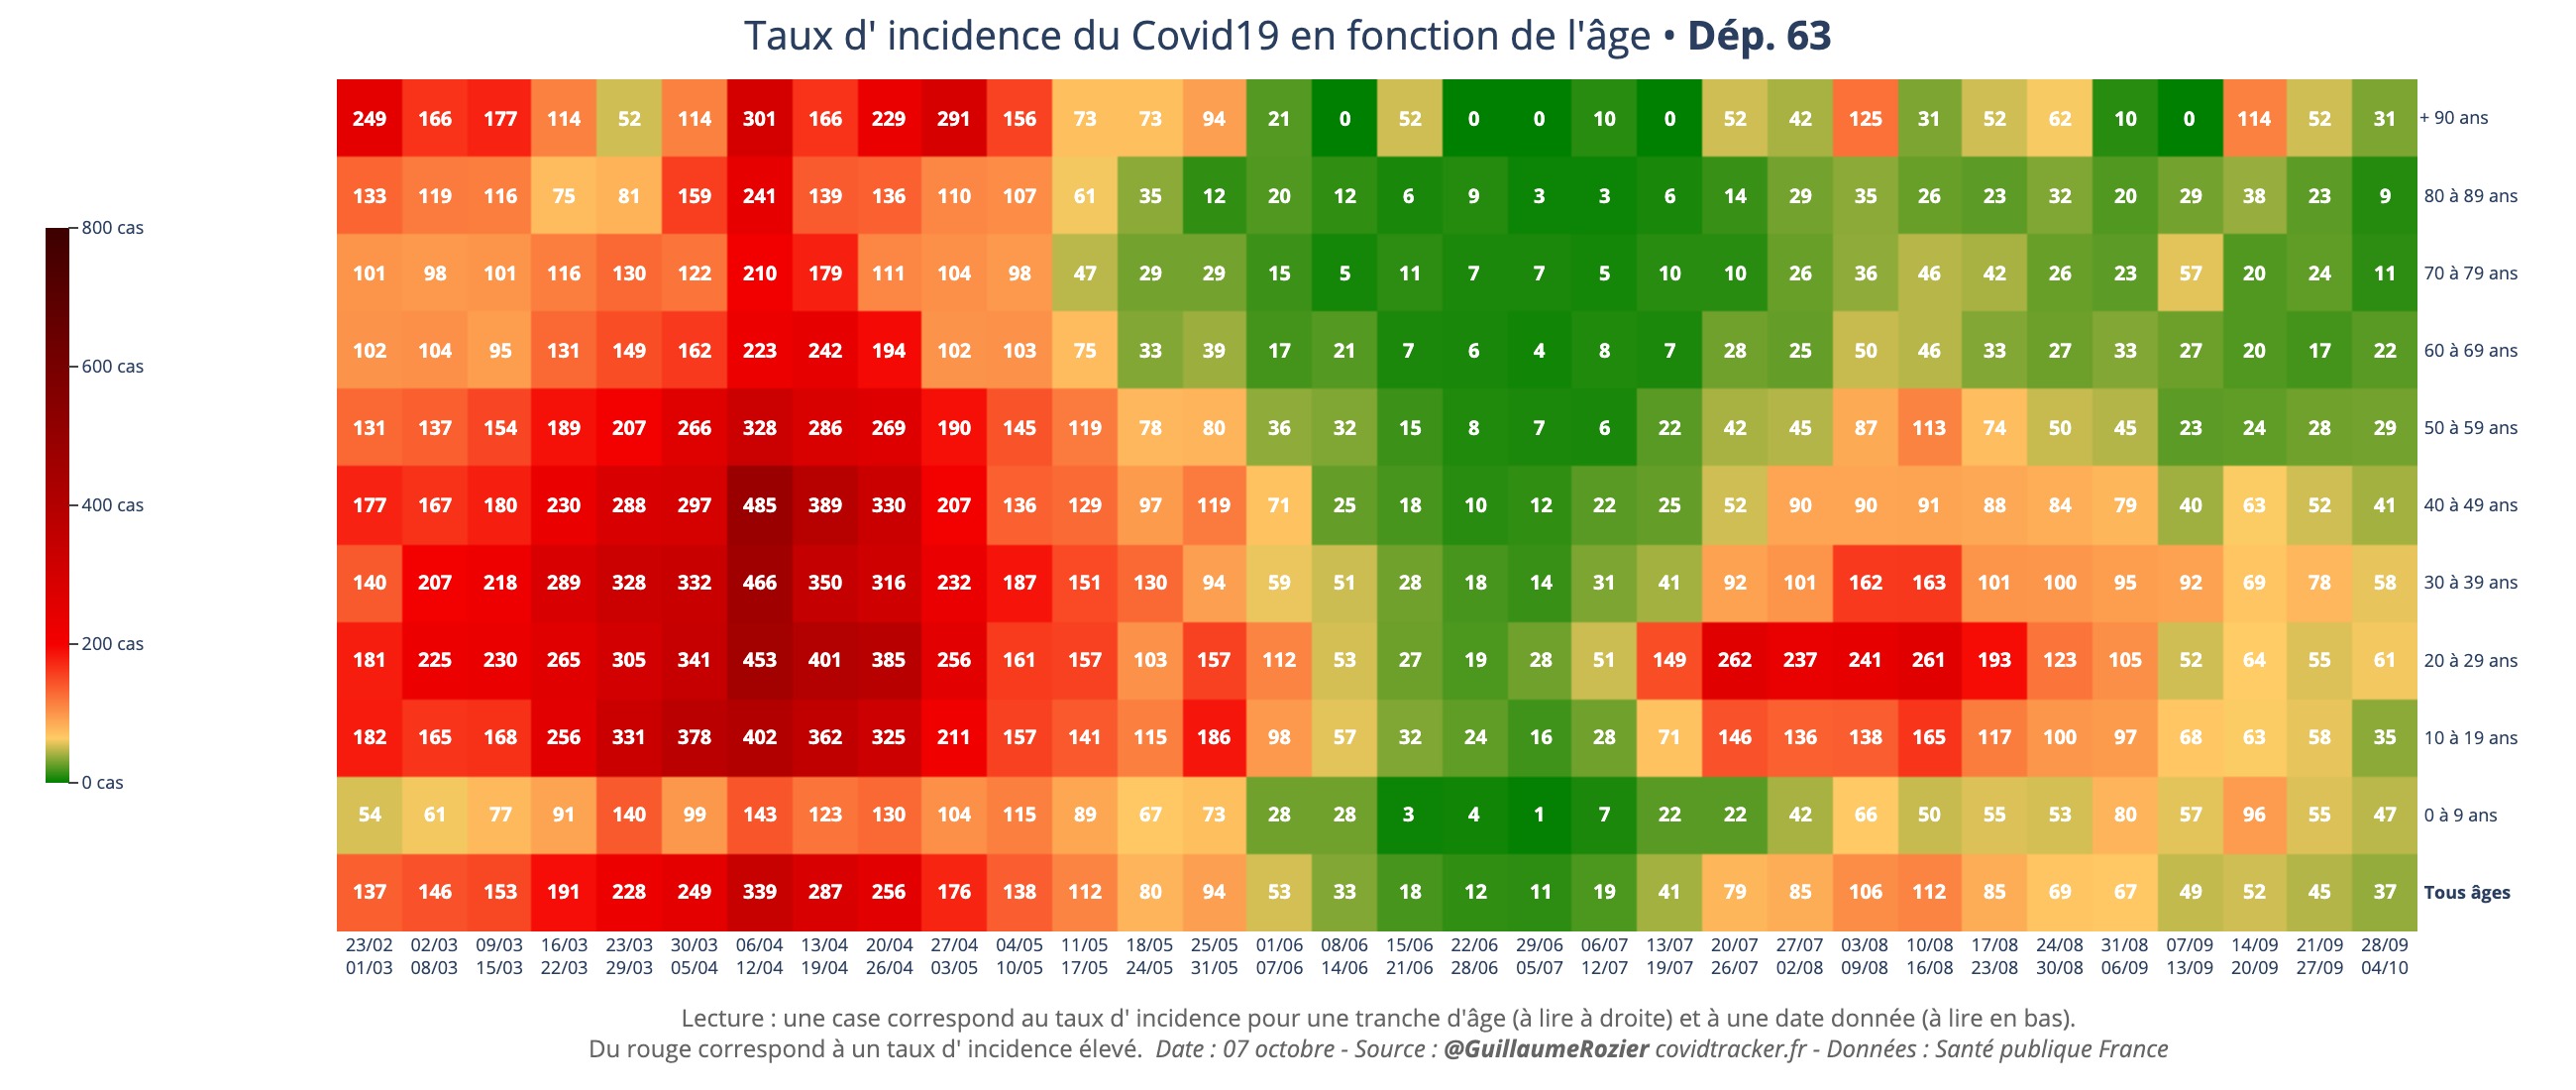 Taux d' incidence du Covid19 en fonction de l'âge • Dép. 63
800 cas
600 cas
400 cas
200 cas
0 cas
249 166 177 114 52 114 301 166 229 291 156 73 73 94 21 0 52 0 0 10 0 52 42 125 31 52 62 10 0 114 52 31 + 90 ans
133 119 116 75 81 159 241 139 136 110 107 61 35 12 20 12 6 9 3 3 6 14 29 35 26 23 32 20 29 38 23 9 80 à 89 ans
101 98 101 116 130 122 210 179 111 104 98 47 29 29 15 5 11 7 7 5 10 10 26 36 46 42 26 23 57 20 24 11 70 à 79 ans
102 104 95 131 149 162 223 242 194 102 103 75 33 39 17 21 7 6 4 8 7 28 25 50 46 33 27 33 27 20 17 22 60 à 69 ans
131 137 154 189 207 266 328 286 269 190 145 119 78 80 36 32 15 8 7 6 22 42 45 87 113 74 50 45 23 24 28 29 50 à 59 ans
177 167 180 230 288 297 485 389 330 207 136 129 97 119 71 25 18 10 12 22 25 52 90 90 91 88 84 79 40 63 52 41 40 à 49 ans
140 207 218 289 328 332 466 350 316 232 187 151 130 94 59 51 28 18 14 31 41 92 101 162 163 101 100 95 92 69 78 58 30 à 39 ans
181 225 230 265 305 341 453 401 385 256 161 157 103 157 112 53 27 19 28 51 149 262 237 241 261 193 123 105 52 64 55 61 20 à 29 ans
182 165 168 256 331 378 402 362 325 211 157 141 115 186 98 57 32 24 16 28 71 146 136 138 165 117 100 97 68 63 58 35 10 à 19 ans
54 61 77 91 140 99 143 123 130 104 115 89 67 73 28 28 3 4 1 7 22 22 42 66 50 55 53 80 57 96 55 47 0 à 9 ans
137 146 153 191 228 249 339 287 256 176 138 112 80 94 53 33 18 12 11 19 41 79 85 106 112 85 69 67 49 52 45 37 Tous âges
23/02 02/03 09/03 16/03 23/03 30/03 06/04 13/04 20/04 27/04 04/05 11/05 18/05 25/05 01/06 08/06 15/06 22/06 29/06 06/07 13/07 20/07 27/07 03/08 10/08 17/08 24/08 31/08 07/09 14/09 21/09 28/09
01/03 08/03 15/03 22/03 29/03 05/04 12/04 19/04 26/04 03/05 10/05 17/05 24/05 31/05 07/06 14/06 21/06 28/06 05/07 12/07 19/07 26/07 02/08 09/08 16/08 23/08 30/08 06/09 13/09 20/09 27/09 04/10
Lecture : une case correspond au taux d' incidence pour une tranche d'âge (à lire à droite) et à une date donnée (à lire en bas).
Du rouge correspond à un taux d' incidence élevé. Date : 07 octobre - Source : @GuillaumeRozier covidtracker.fr - Données : Santé publique France